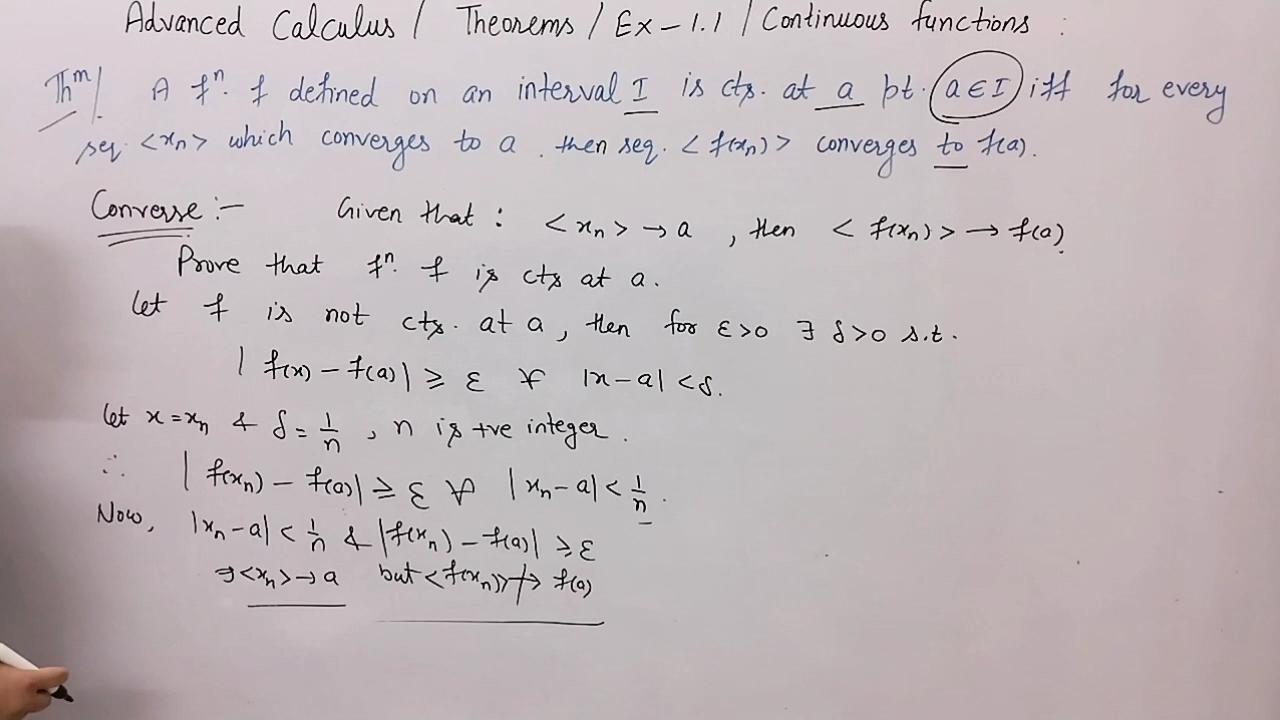 Advanced Calculus / Theorems / Ex-1.1 / Continuous functions :
Thᵐ/. A fⁿ. f defined on an interval I is cts. at a pt. a∈I iff for every
seq. <xₙ> which converges to a . then seq. < f(xₙ) > converges to f(a).
Converse :- Given that : < xₙ > → a , then < f(xₙ) > → f(a).
Prove that fⁿ. f is cts at a.
let f is not cts. at a, then for ε>0 ∃ δ>0 s.t.
| f(x) - f(a)| ≥ ε ∀ |x-a| < δ.
let x=xₙ & δ= 1/n , n is +ve integer.
∴ | f(xₙ) - f(a)| ≥ ε ∀ |xₙ-a| < 1/n .
Now, |xₙ-a| < 1/n & |f(xₙ) - f(a)| ≥ ε
⇒ <xₙ> → a but <f(xₙ)> ↛ f(a)